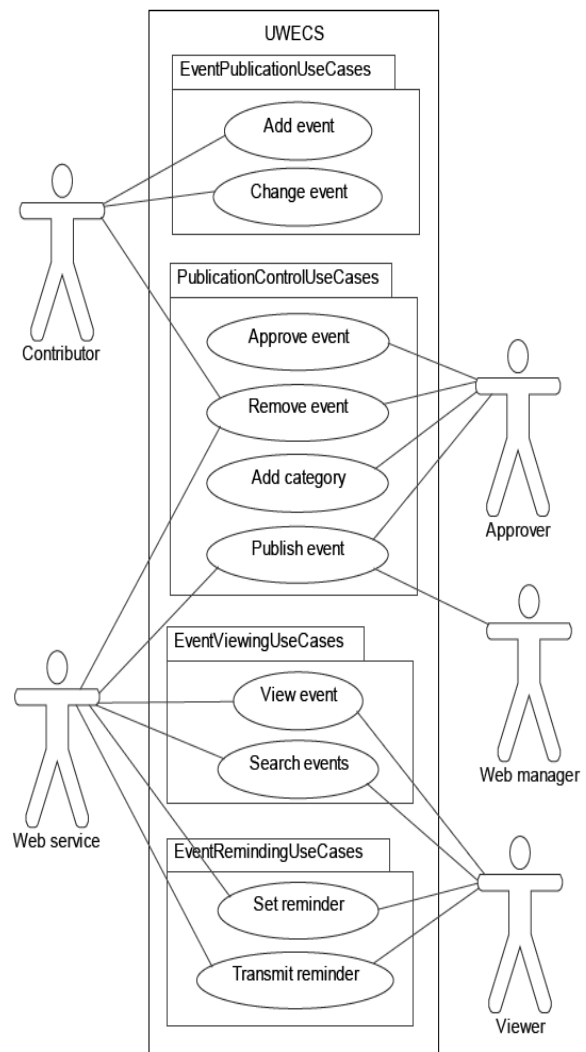 UWECS
EventPublicationUseCases
Add event
Change event
Contributor
PublicationControlUseCases
Approve event
Remove event
Add category
Publish event
Approver
Web manager
EventViewingUseCases
View event
Search events
Web service
EventRemindingUseCases
Set reminder
Transmit reminder
Viewer